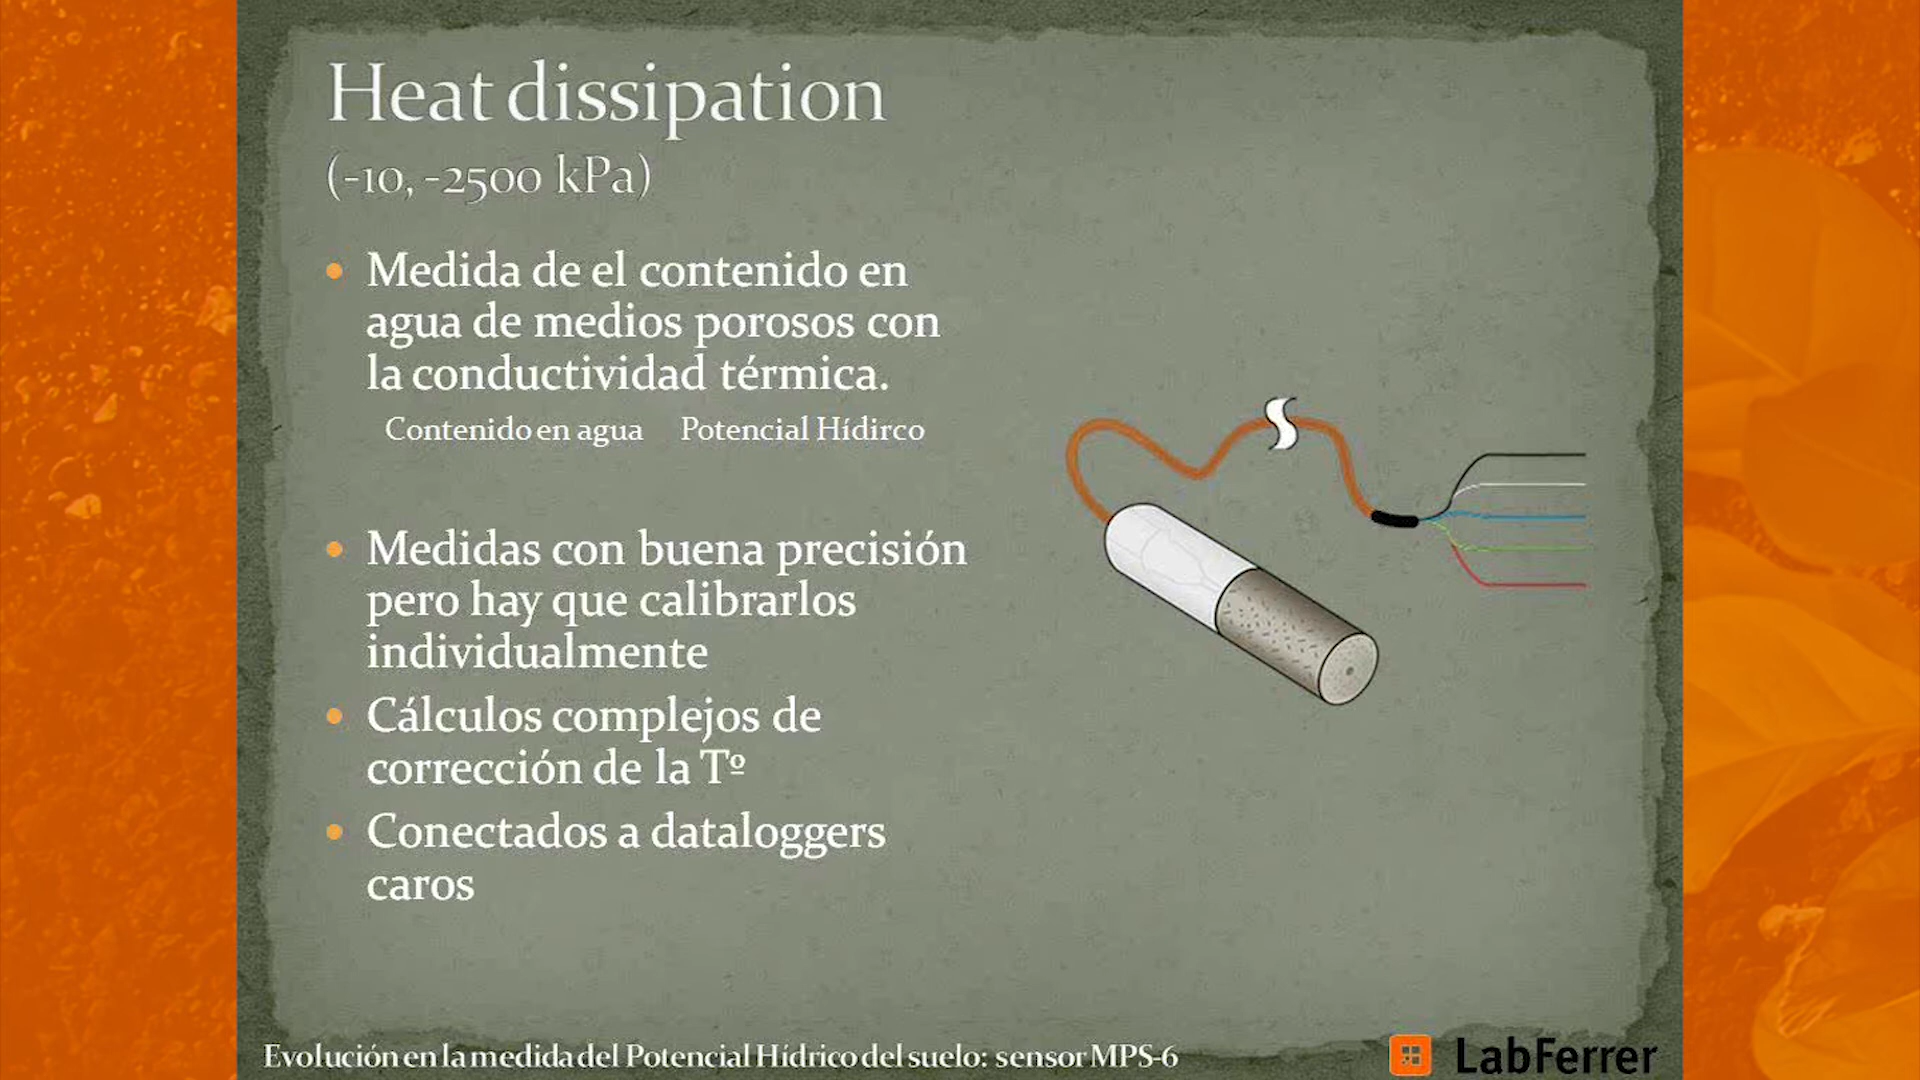 Heat dissipation
(-10, -2500 kPa)
Medida de el contenido en
agua de medios porosos con
la conductividad térmica.
Contenido en agua Potencial Hídirco
Medidas con buena precisión
pero hay que calibrarlos
individualmente
Cálculos complejos de
corrección de la Tº
Conectados a dataloggers
caros
Evolución en la medida del Potencial Hídrico del suelo: sensor MPS-6
LabFerrer